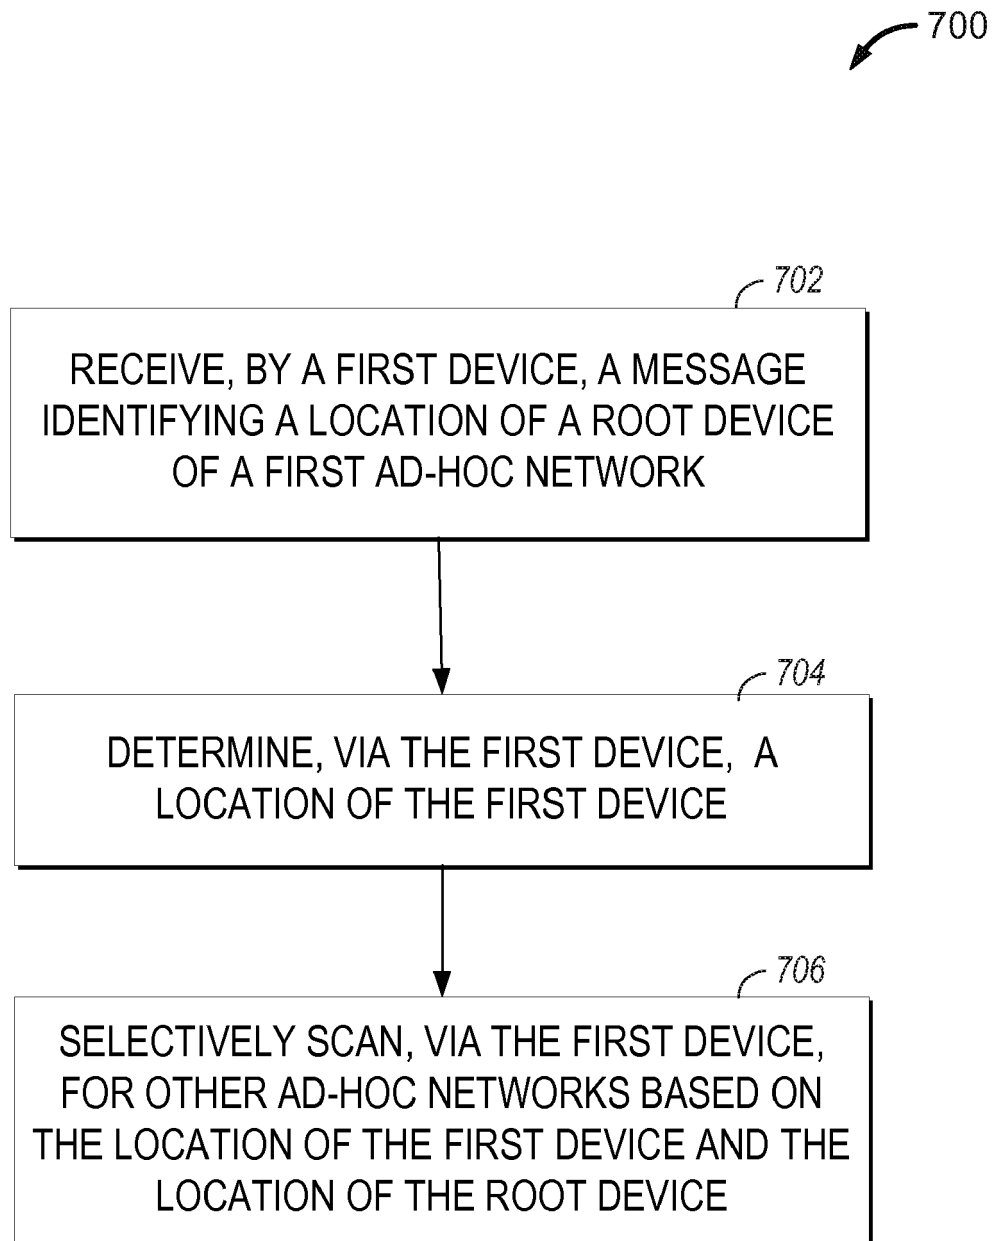 700
702
RECEIVE, BY A FIRST DEVICE, A MESSAGE
IDENTIFYING A LOCATION OF A ROOT DEVICE
OF A FIRST AD-HOC NETWORK
704
DETERMINE, VIA THE FIRST DEVICE, A
LOCATION OF THE FIRST DEVICE
706
SELECTIVELY SCAN, VIA THE FIRST DEVICE,
FOR OTHER AD-HOC NETWORKS BASED ON
THE LOCATION OF THE FIRST DEVICE AND THE
LOCATION OF THE ROOT DEVICE